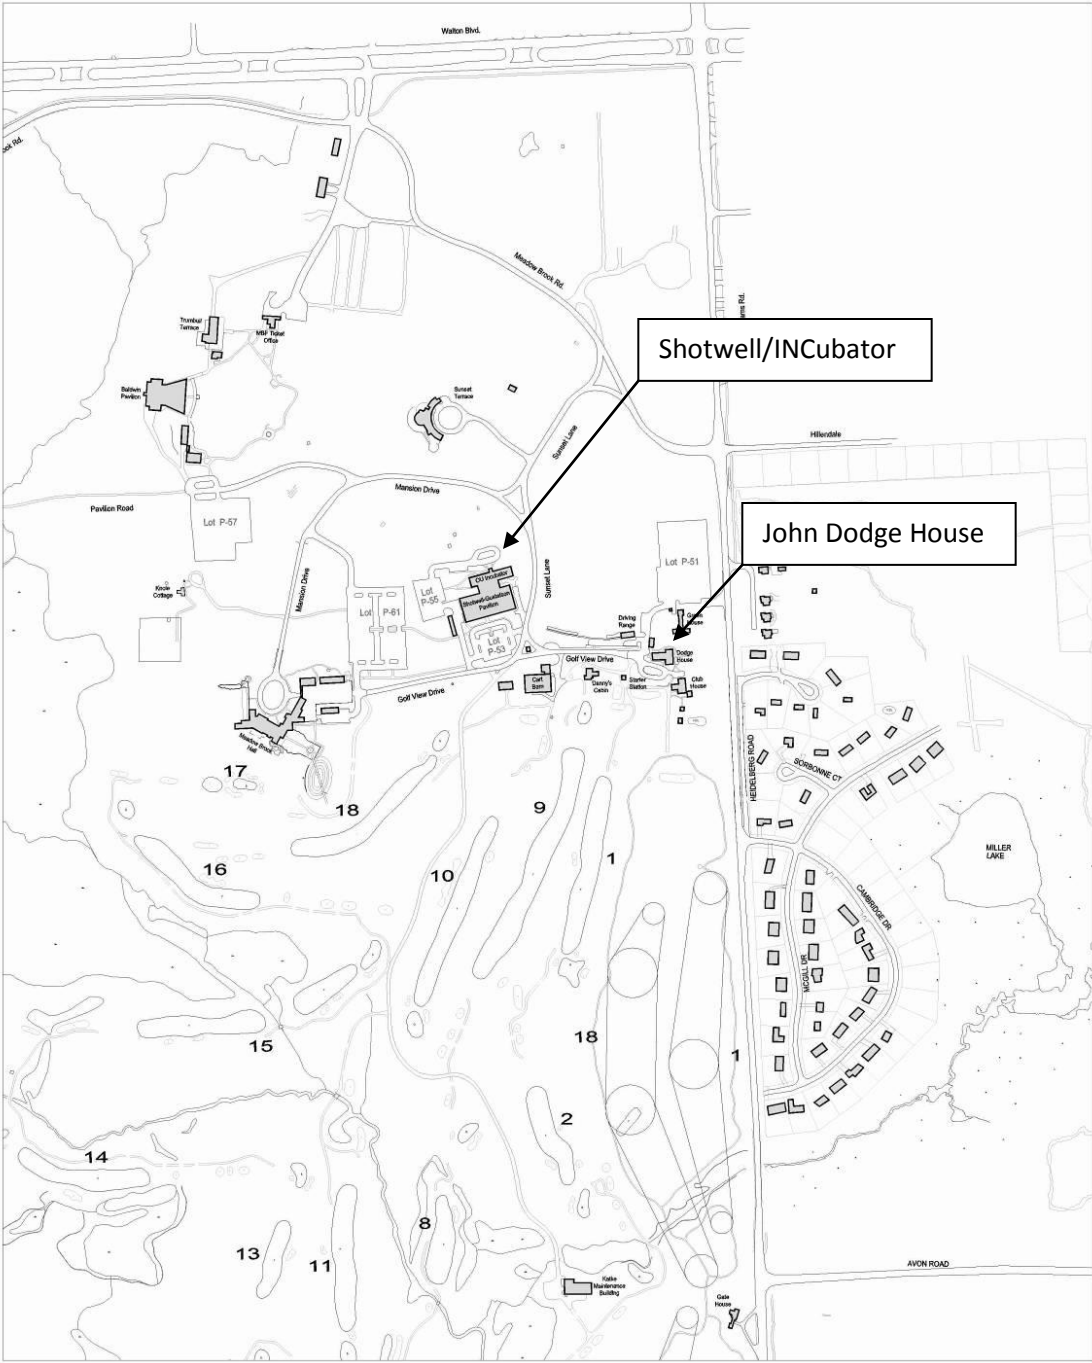 Walton Blvd.
ook Rd.
Meadow Brook Rd.
ams Rd.
Trumbull
Terrace
MBF Ticket
Office
Shotwell/INCubator
Baldwin
Pavilion
Sunset
Terrace
Sunset Lane
Hillendale
Mansion Drive
Pavilion Road
Lot P-57
John Dodge House
Lot P-51
Mansion Drive
Sunset Lane
OU Incubator
Knole
Cottage
Lot
P-55
Lot P-61
Shotwell-Gustafson
Pavilion
Lot
P-53
Driving
Range
House
Dodge
House
Golf View Drive
Golf View Drive
Cart
Barn
Danny's
Cabin
Starter
Station
Club
House
Meadow Brook
Hall
HEIDELBERG ROAD
SORBONNE CT
17
18
9
16
10
1
MILLER
LAKE
CAMBRIDGE DR
MCGILL DR
15
18
1
2
14
8
13
11
Katke
Maintenance
Building
AVON ROAD
Gate
House